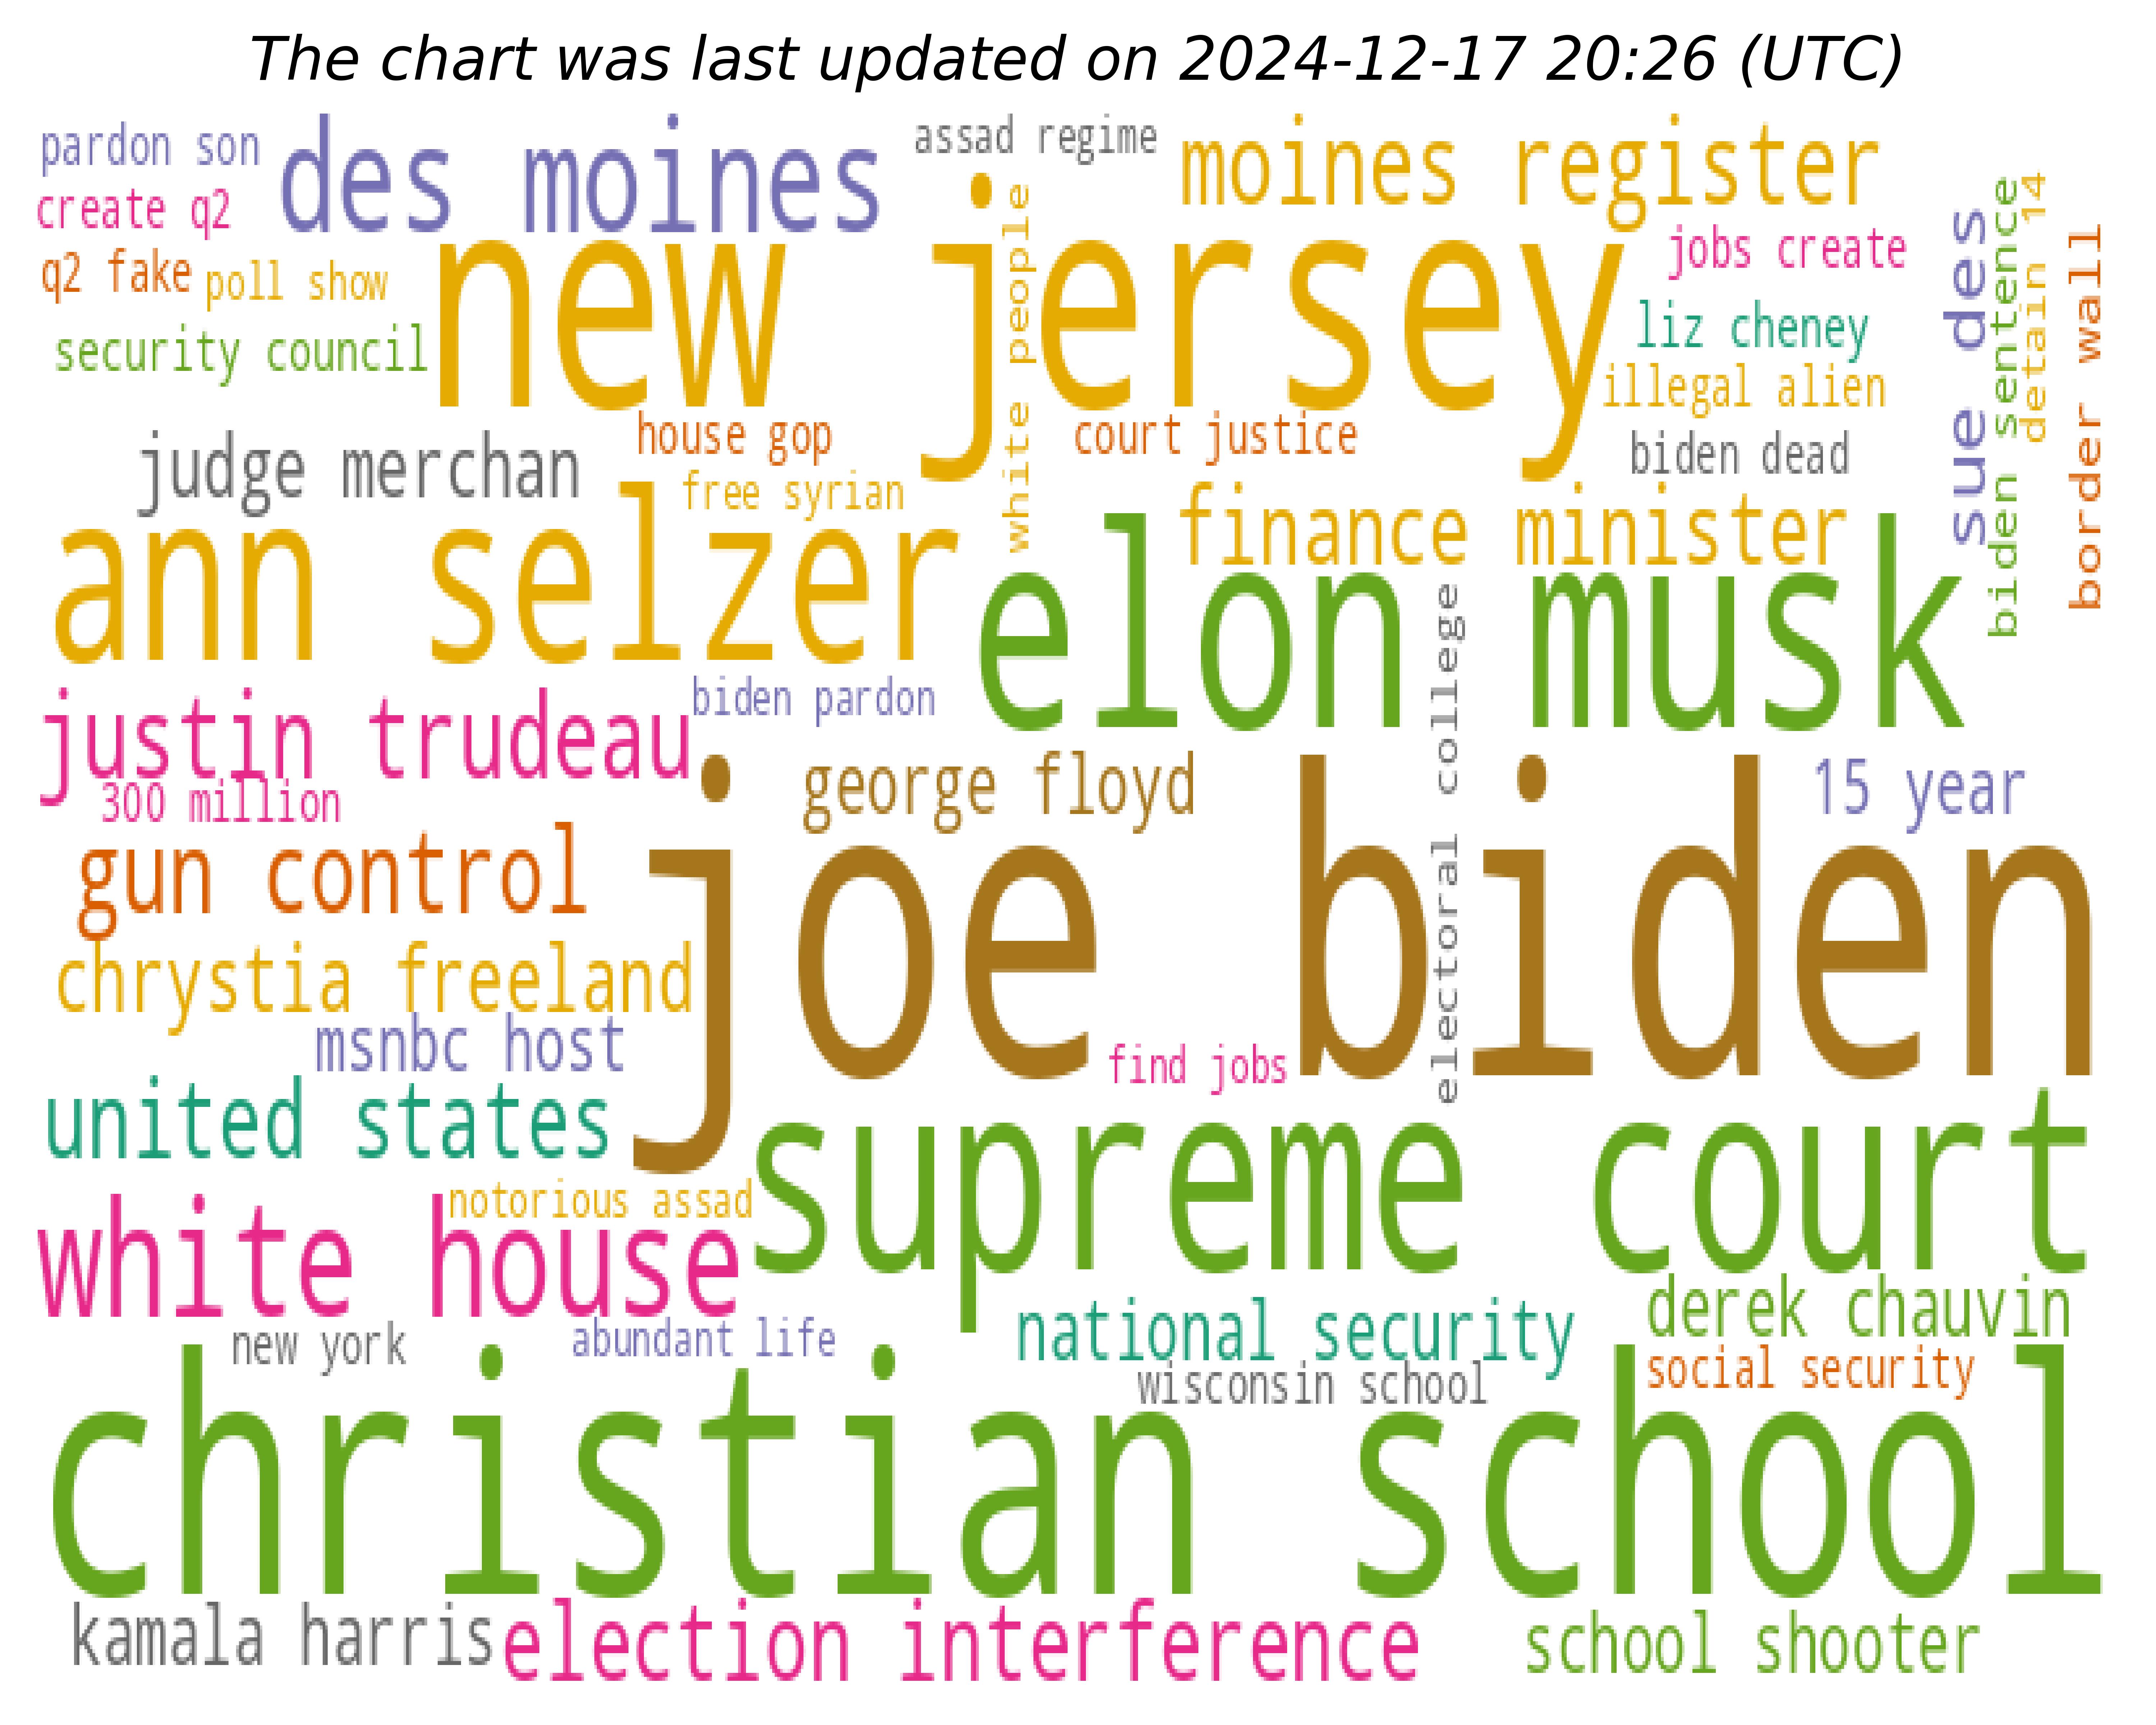 The chart was last updated on 2024-12-17 20:26 (UTC)
pardon son
des moines
assad regime
moines register
create q2
q2 fake
poll show
new jersey
white people
jobs create
sue des
biden sentence
detain 14
border wall
security council
liz cheney
illegal alien
judge merchan
house gop
court justice
biden dead
free syrian
ann selzer
finance minister
elon musk
justin trudeau
biden pardon
electoral college
300 million
george floyd
15 year
joe biden
gun control
chrystia freeland
msnbc host
find jobs
united states
supreme court
notorious assad
white house
new york
abundant life
national security
derek chauvin
wisconsin school
social security
christian school
kamala harris
election interference
school shooter